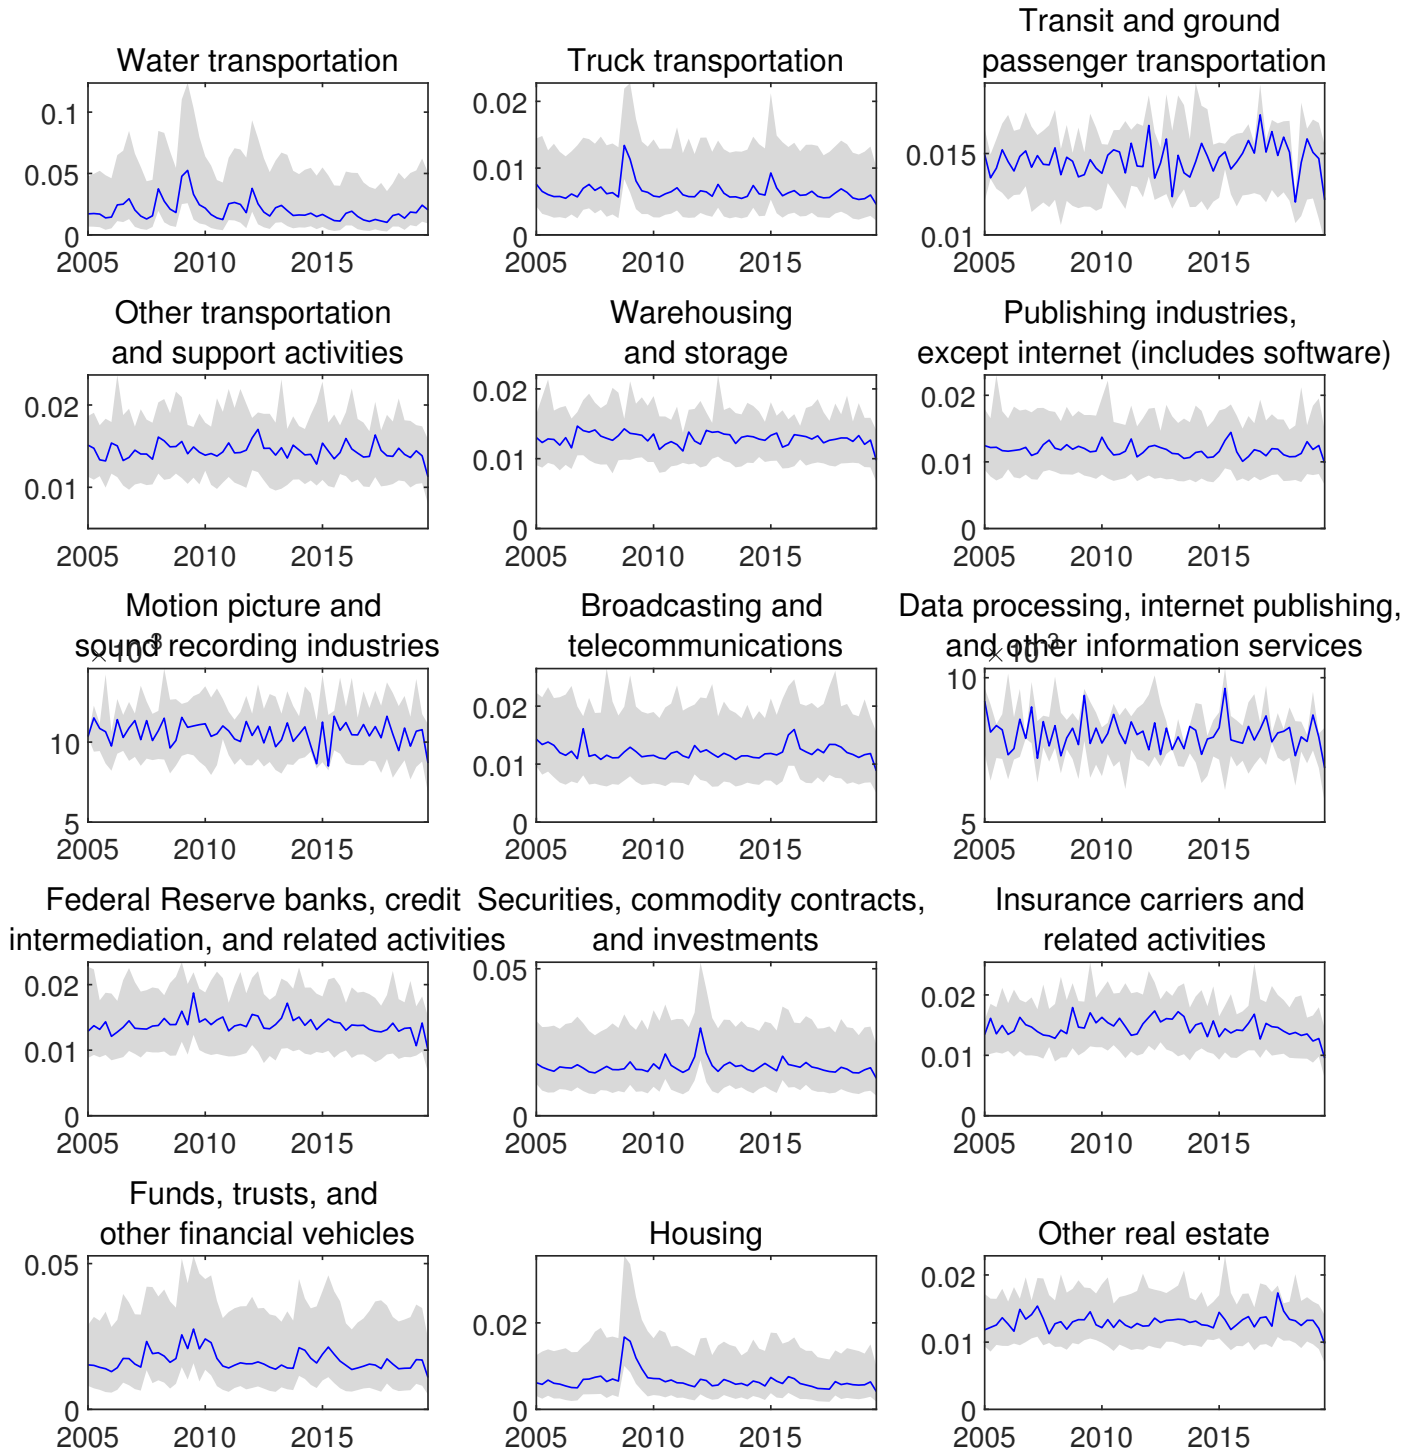 Water transportation
0.1
0.05
0
2005 2010 2015
Truck transportation
0.02
0.01
0
2005 2010 2015
Transit and ground
passenger transportation
0.015
0.01
2005 2010 2015
Other transportation
and support activities
0.02
0.01
2005 2010 2015
Warehousing
and storage
0.02
0.01
0
2005 2010 2015
Publishing industries,
except internet (includes software)
0.02
0.01
0
2005 2010 2015
Motion picture and
sound recording industries
×10⁻³
10
5
2005 2010 2015
Broadcasting and
telecommunications
0.02
0.01
0
2005 2010 2015
Data processing, internet publishing,
and other information services
×10⁻³
10
5
2005 2010 2015
Federal Reserve banks, credit
intermediation, and related activities
0.02
0.01
0
2005 2010 2015
Securities, commodity contracts,
and investments
0.05
0
2005 2010 2015
Insurance carriers and
related activities
0.02
0.01
0
2005 2010 2015
Funds, trusts, and
other financial vehicles
0.05
0
2005 2010 2015
Housing
0.02
0
2005 2010 2015
Other real estate
0.02
0.01
0
2005 2010 2015